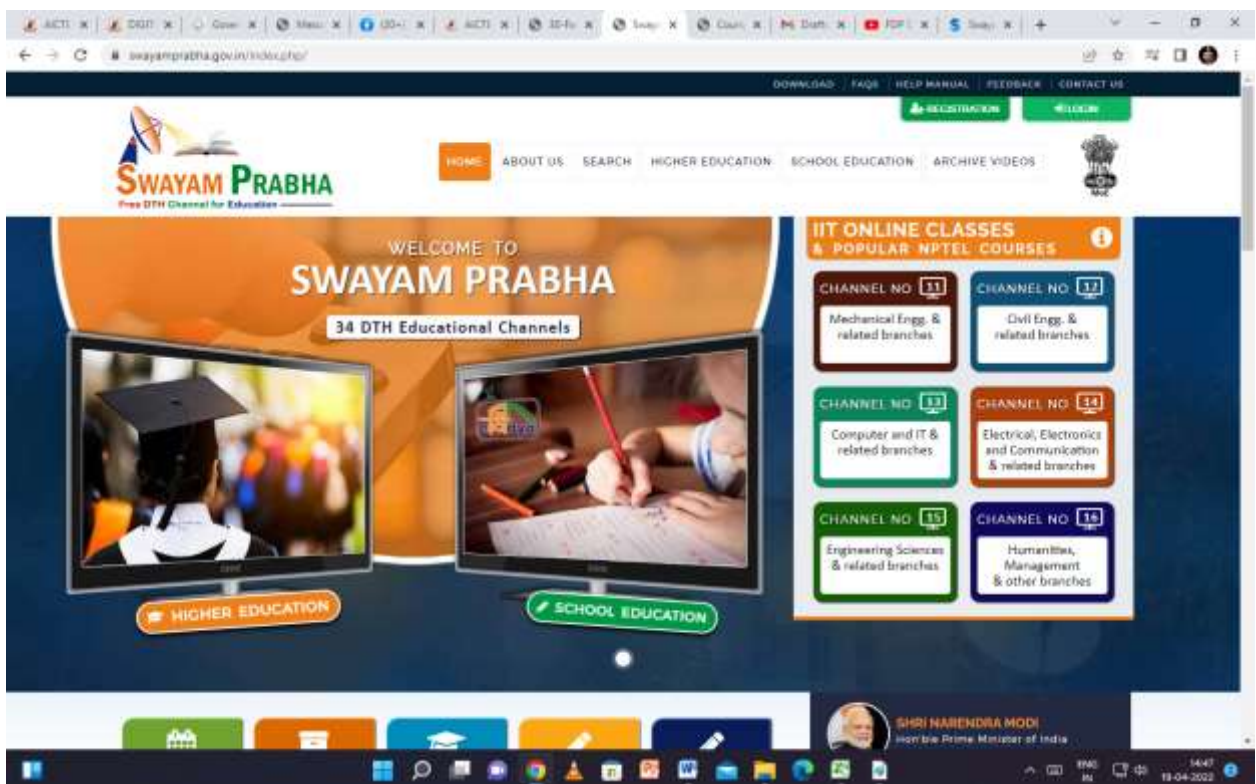 swayamprabha.gov.in/index.php/
DOWNLOAD FAQS HELP MANUAL FEEDBACK CONTACT US
REGISTRATION LOGIN
SWAYAM PRABHA
Free DTH Channel for Education
HOME ABOUT US SEARCH HIGHER EDUCATION SCHOOL EDUCATION ARCHIVE VIDEOS
MoE
WELCOME TO
SWAYAM PRABHA
34 DTH Educational Channels
HIGHER EDUCATION
SCHOOL EDUCATION
IIT ONLINE CLASSES
& POPULAR NPTEL COURSES
CHANNEL NO 11
Mechanical Engg. &
related branches
CHANNEL NO 12
Civil Engg. &
related branches
CHANNEL NO 13
Computer and IT &
related branches
CHANNEL NO 14
Electrical, Electronics
and Communication
& related branches
CHANNEL NO 15
Engineering Sciences
& related branches
CHANNEL NO 16
Humanities,
Management
& other branches
SHRI NARENDRA MODI
Hon'ble Prime Minister of India
ENG
IN
14:47